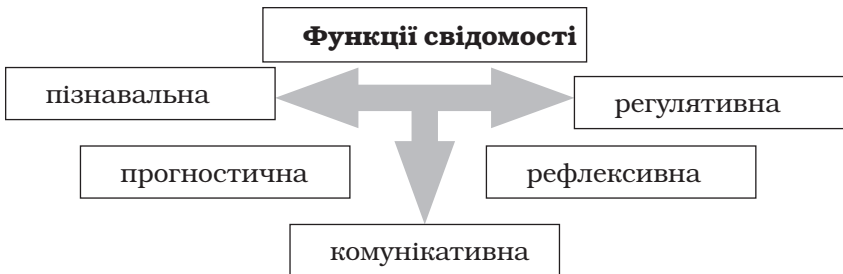 Функції свідомості
пізнавальна
регулятивна
прогностична
рефлексивна
комунікативна